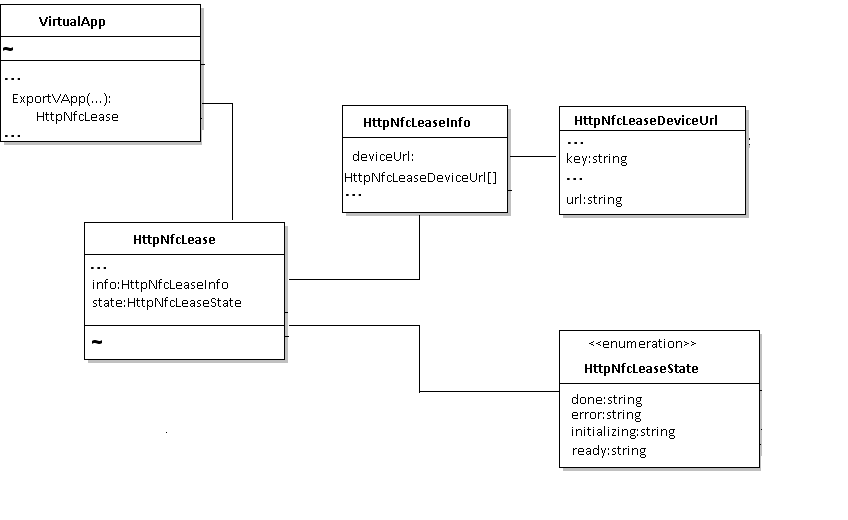 VirtualApp
~
...
ExportVApp(...):
HttpNfcLease
...
HttpNfcLeaseInfo
deviceUrl:
HttpNfcLeaseDeviceUrl[]
...
HttpNfcLeaseDeviceUrl
...
key:string
...
url:string
HttpNfcLease
...
info:HttpNfcLeaseInfo
state:HttpNfcLeaseState
~
<<enumeration>>
HttpNfcLeaseState
done:string
error:string
initializing:string
ready:string